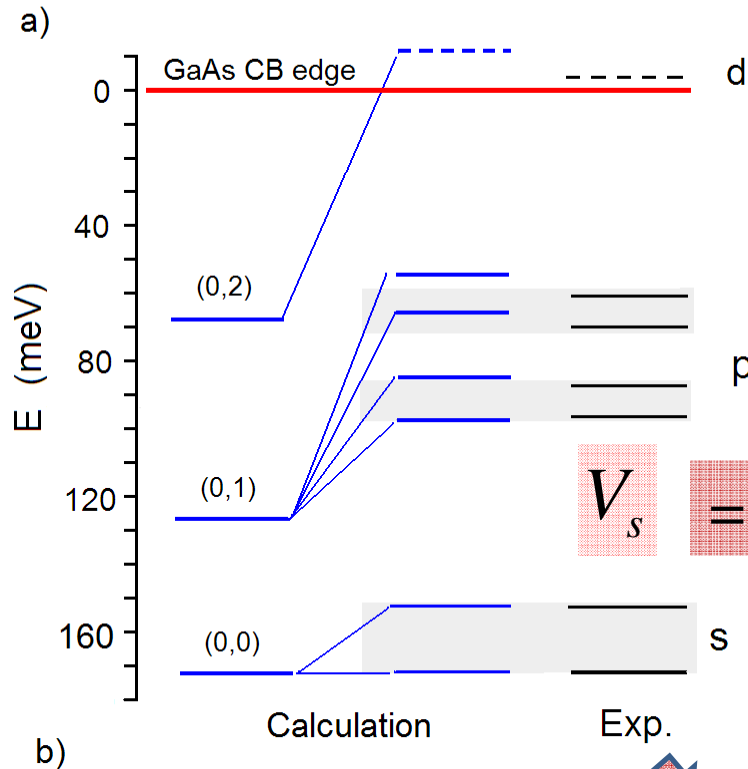 a)
GaAs CB edge
d
0
40
(0,2)
E (meV)
80
p
(0,1)
120
V_s =
160
(0,0)
s
Calculation
Exp.
b)